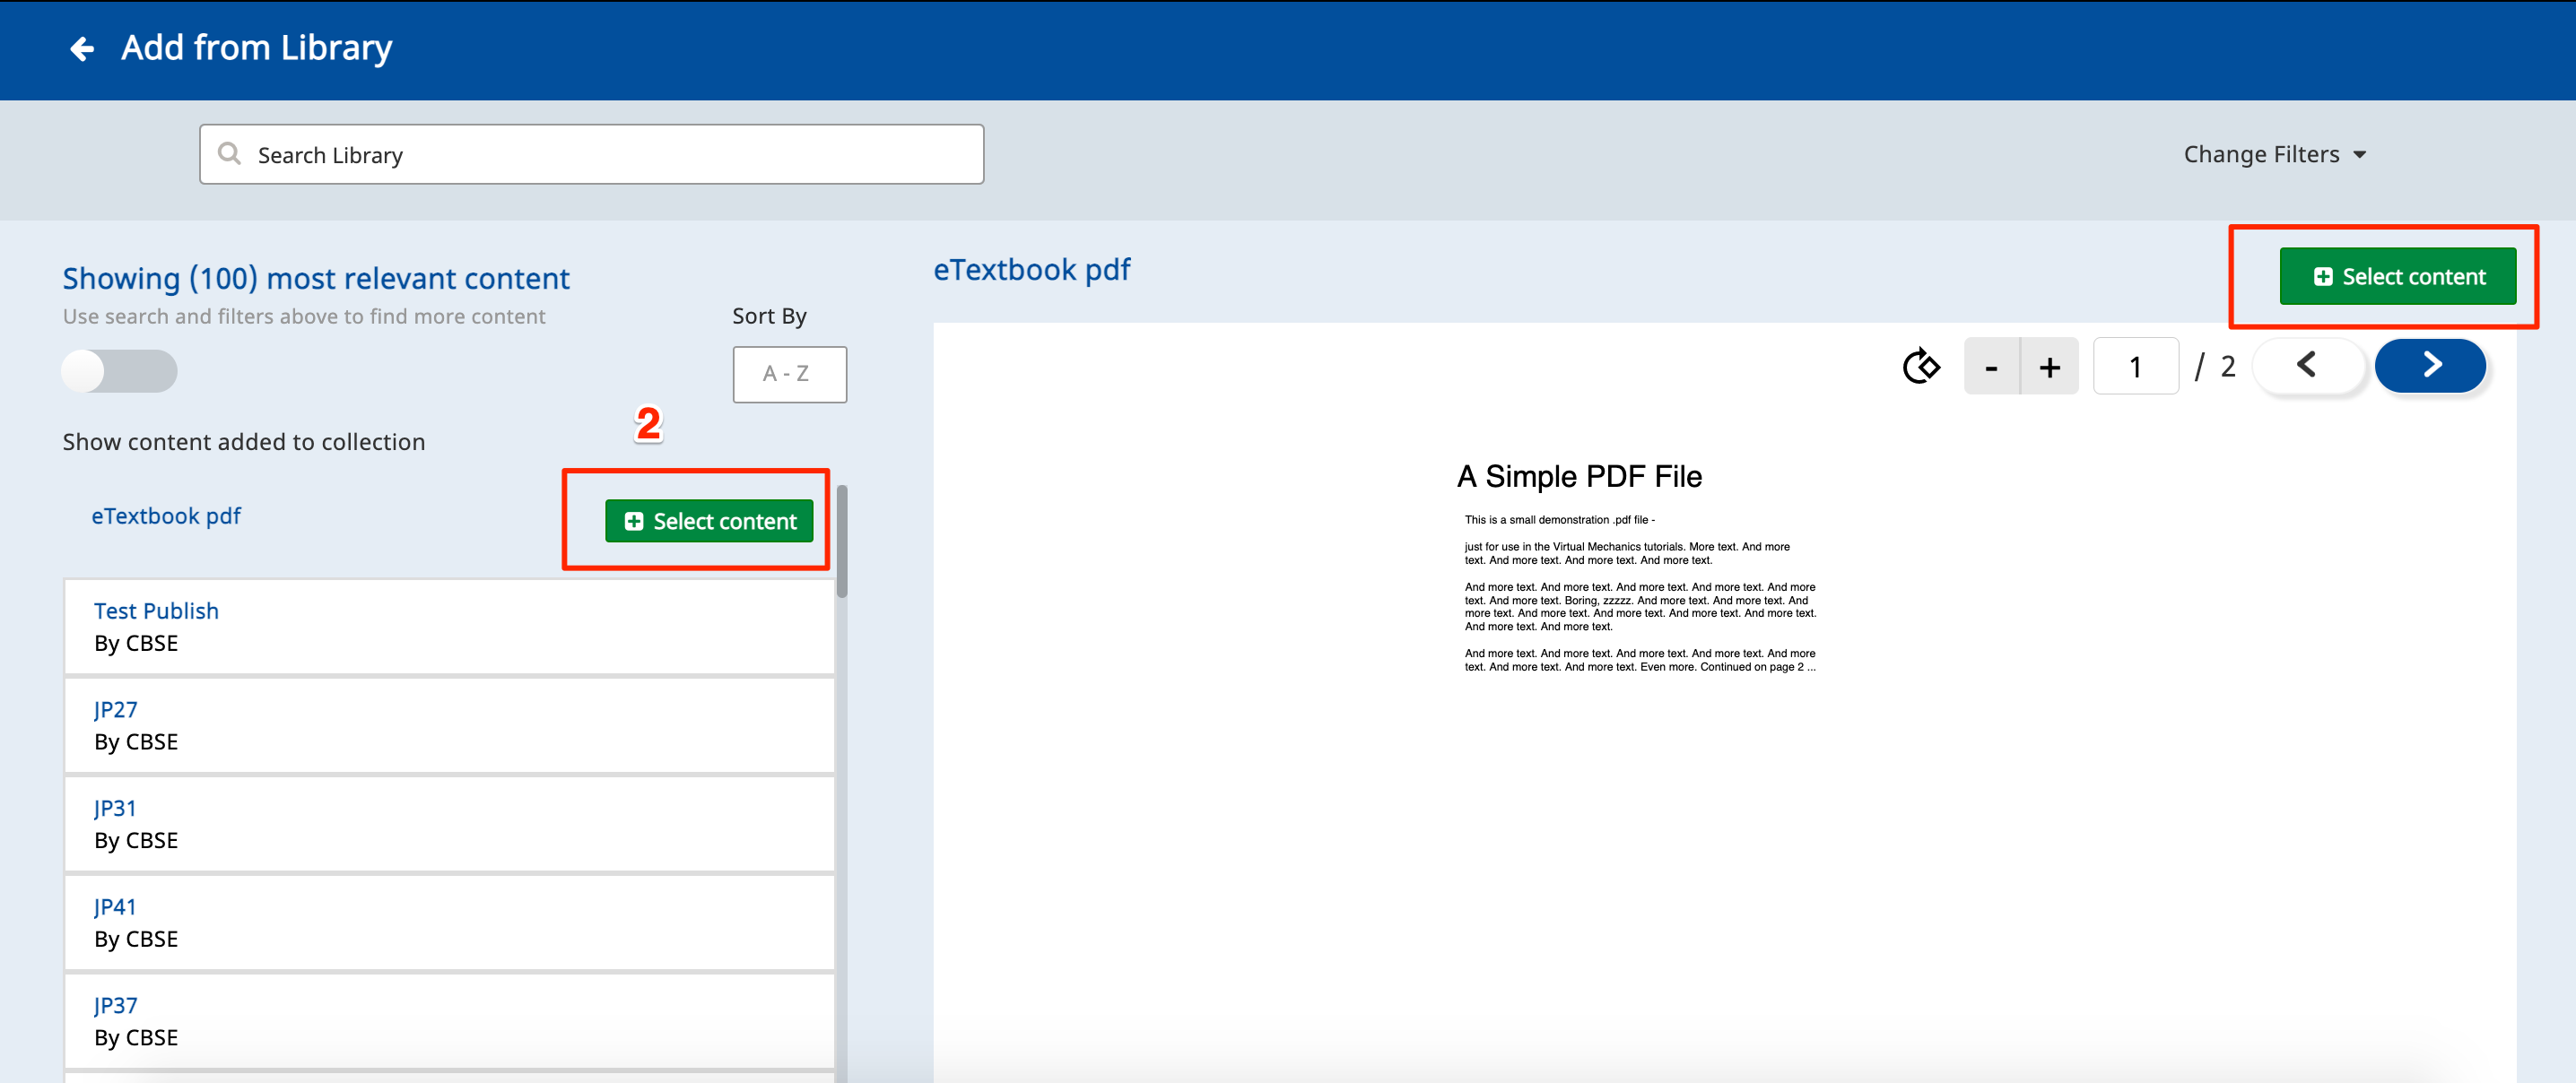 Add from Library
Search Library
Change Filters
Showing (100) most relevant content
Use search and filters above to find more content
Sort By
A - Z
2
Show content added to collection
eTextbook pdf
Select content
Test Publish
By CBSE
JP27
By CBSE
JP31
By CBSE
JP41
By CBSE
JP37
By CBSE
eTextbook pdf
Select content
- + 1 / 2
A Simple PDF File
This is a small demonstration .pdf file -
just for use in the Virtual Mechanics tutorials. More text. And more
text. And more text. And more text. And more text.
And more text. And more text. And more text. And more text. And more
text. And more text. Boring, zzzzz. And more text. And more text. And
more text. And more text. And more text. And more text. And more text.
And more text. And more text.
And more text. And more text. And more text. And more text. And more
text. And more text. And more text. Even more. Continued on page 2 ...